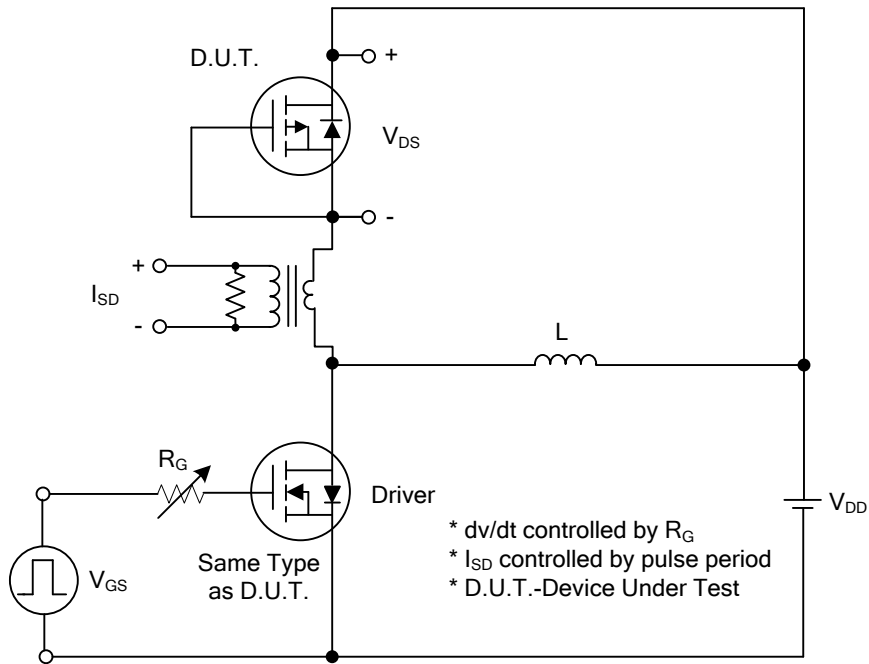 D.U.T.
+
V_DS
-
+
I_SD
-
L
R_G
Driver
V_DD
V_GS
Same Type
as D.U.T.
* dv/dt controlled by R_G
* I_SD controlled by pulse period
* D.U.T.-Device Under Test